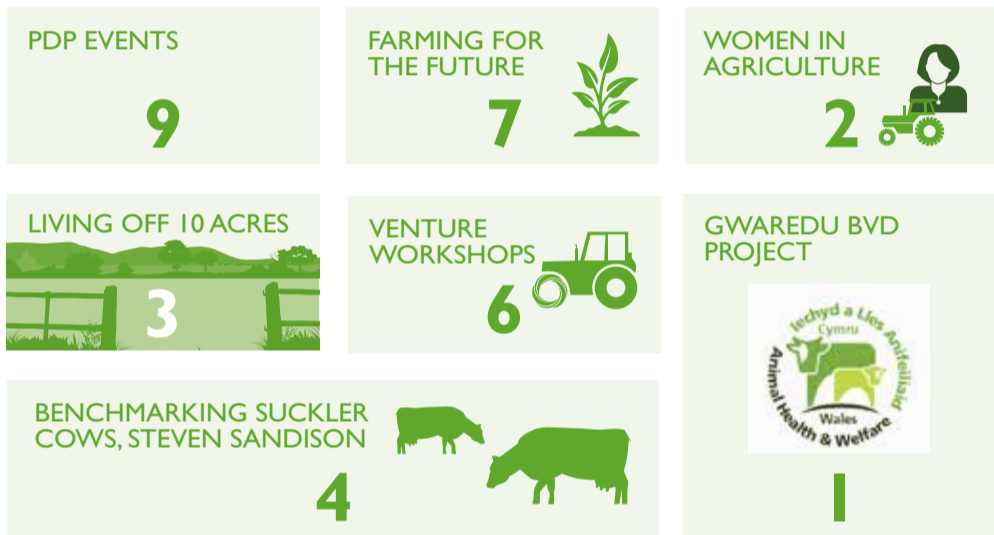 PDP EVENTS
9
FARMING FOR
THE FUTURE
7
WOMEN IN
AGRICULTURE
2
LIVING OFF 10 ACRES
3
VENTURE
WORKSHOPS
6
GWAREDU BVD
PROJECT
Iechyd a Lles Anifeiliaid
Cymru
Wales
Animal Health & Welfare
1
BENCHMARKING SUCKLER
COWS, STEVEN SANDISON
4